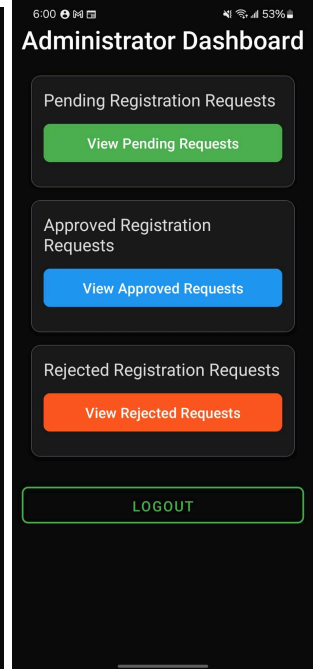 6:00 53%
Administrator Dashboard
Pending Registration Requests
View Pending Requests
Approved Registration
Requests
View Approved Requests
Rejected Registration Requests
View Rejected Requests
LOGOUT